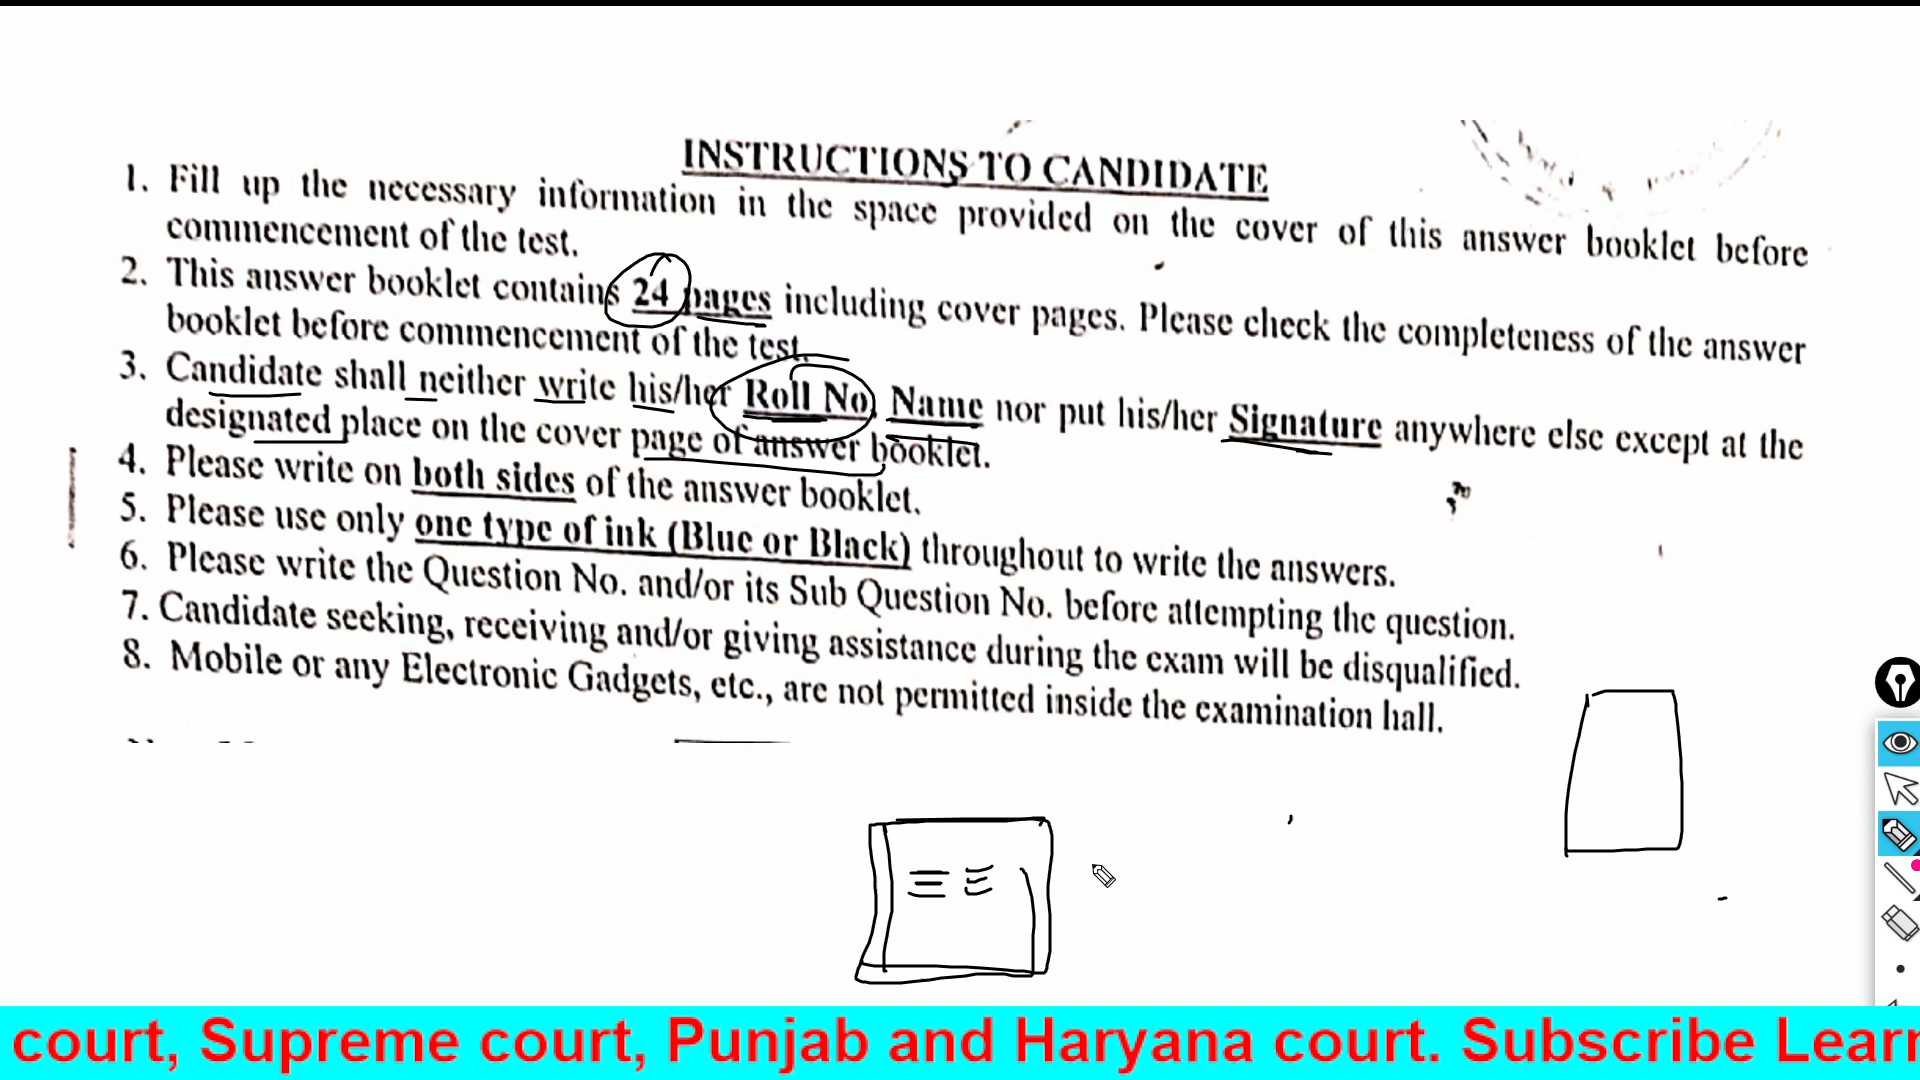 INSTRUCTIONS TO CANDIDATE
1. Fill up the necessary information in the space provided on the cover of this answer booklet before
commencement of the test.
2. This answer booklet contains 24 pages including cover pages. Please check the completeness of the answer
booklet before commencement of the test.
3. Candidate shall neither write his/her Roll No, Name nor put his/her Signature anywhere else except at the
designated place on the cover page of answer booklet.
4. Please write on both sides of the answer booklet.
5. Please use only one type of ink (Blue or Black) throughout to write the answers.
6. Please write the Question No. and/or its Sub Question No. before attempting the question.
7. Candidate seeking, receiving and/or giving assistance during the exam will be disqualified.
8. Mobile or any Electronic Gadgets, etc., are not permitted inside the examination hall.
court, Supreme court, Punjab and Haryana court. Subscribe Lear